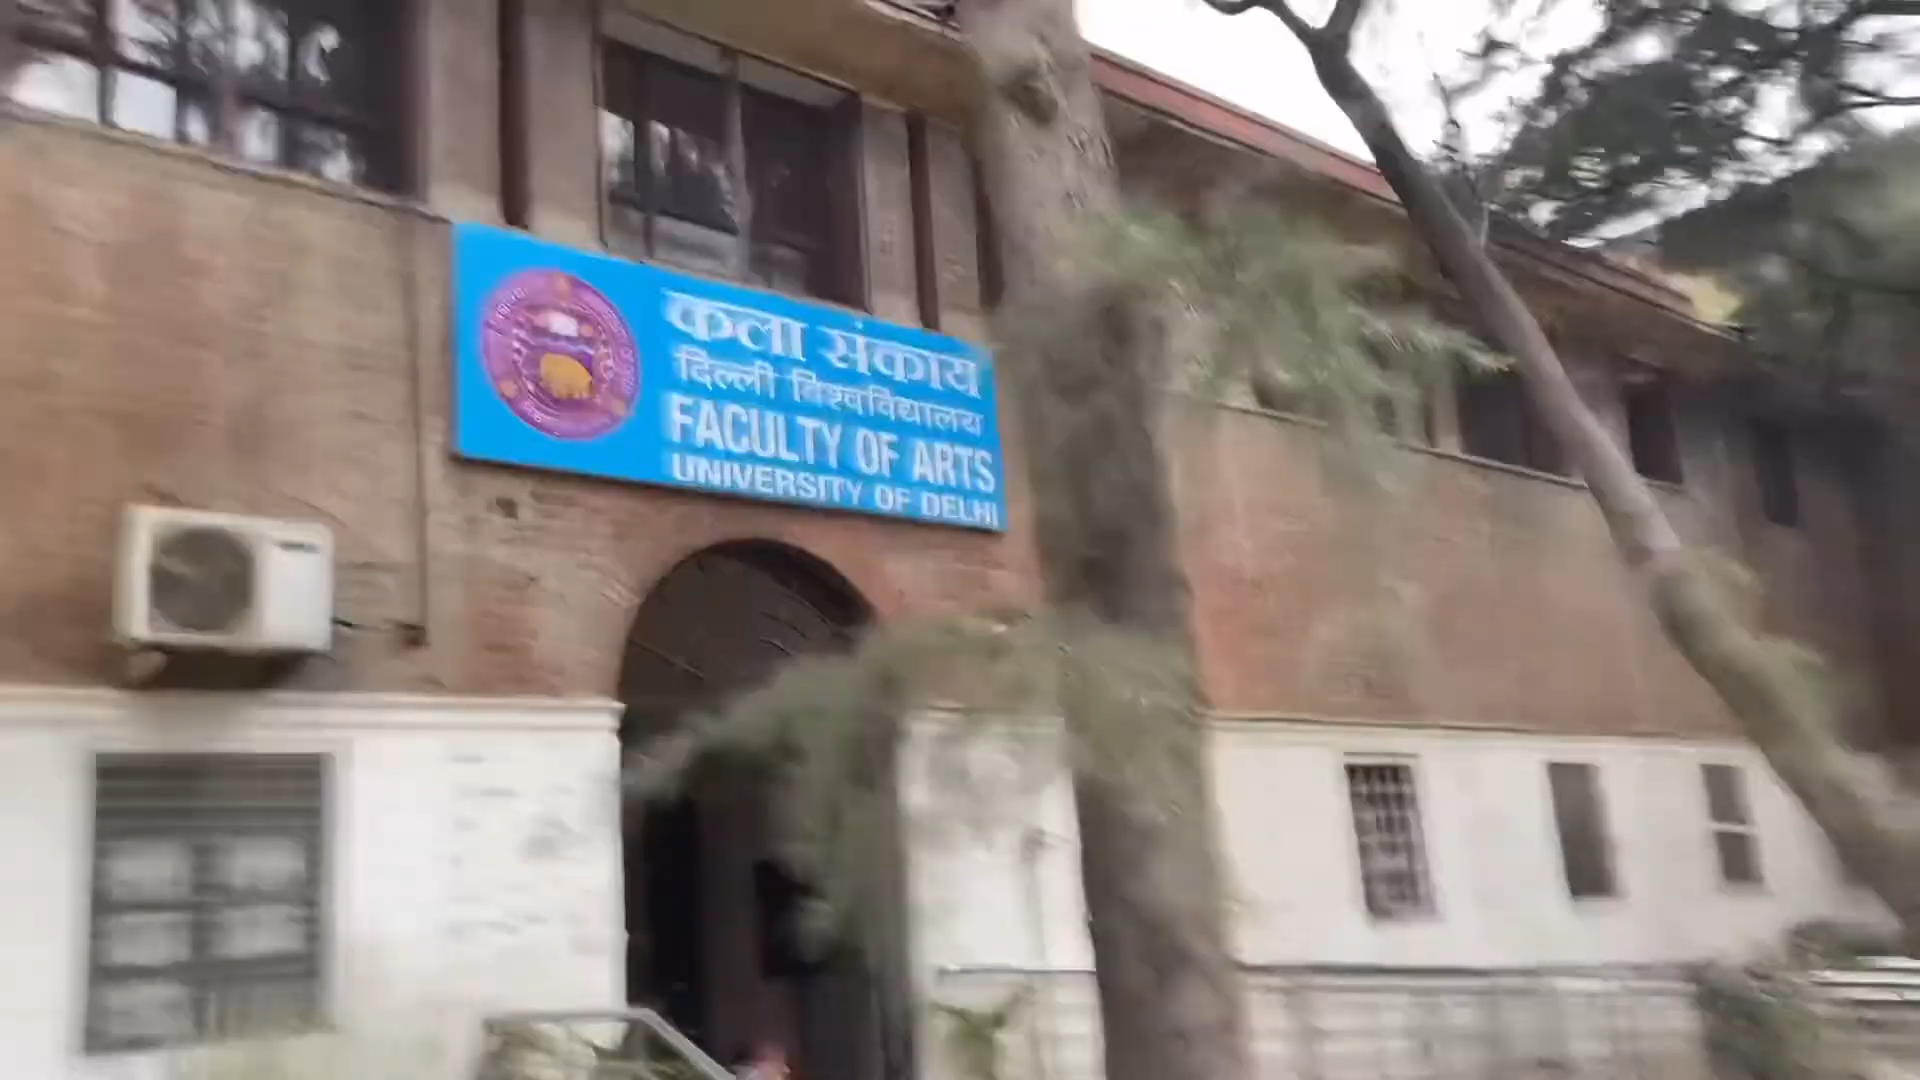 कला संकाय
दिल्ली विश्वविद्यालय
FACULTY OF ARTS
UNIVERSITY OF DELHI